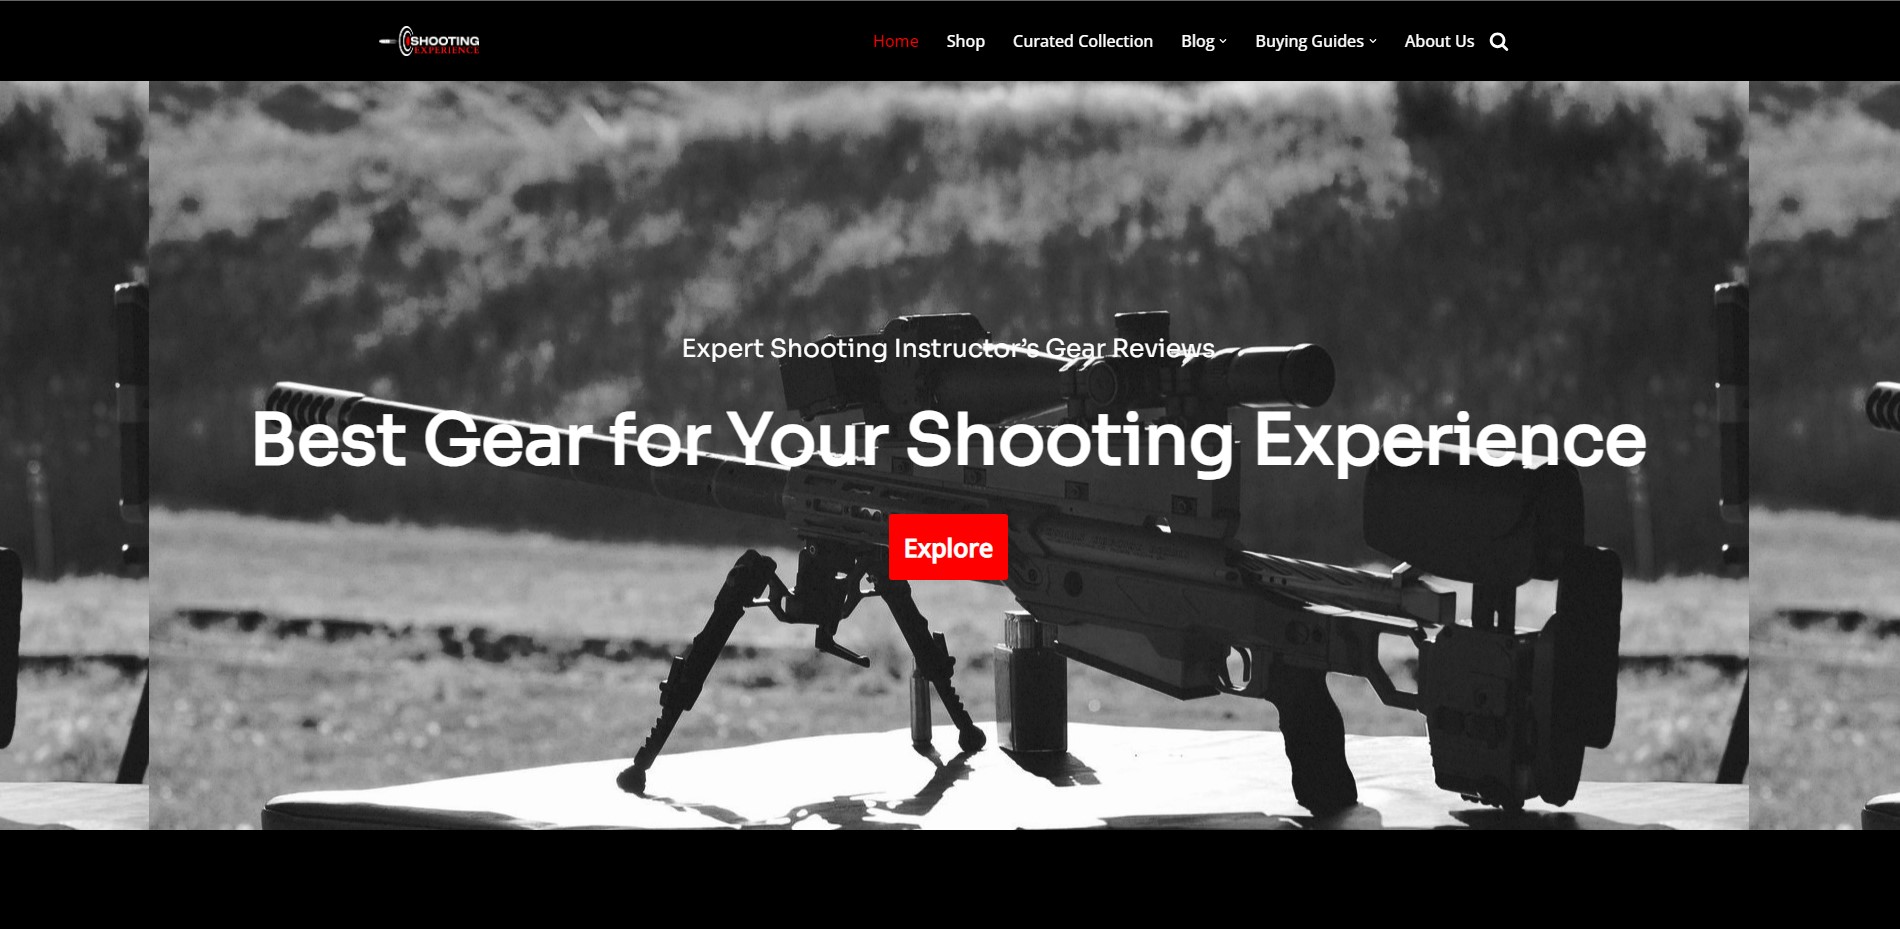 SHOOTING
EXPERIENCE
Home Shop Curated Collection Blog Buying Guides About Us
Expert Shooting Instructor’s Gear Reviews
Best Gear for Your Shooting Experience
Explore